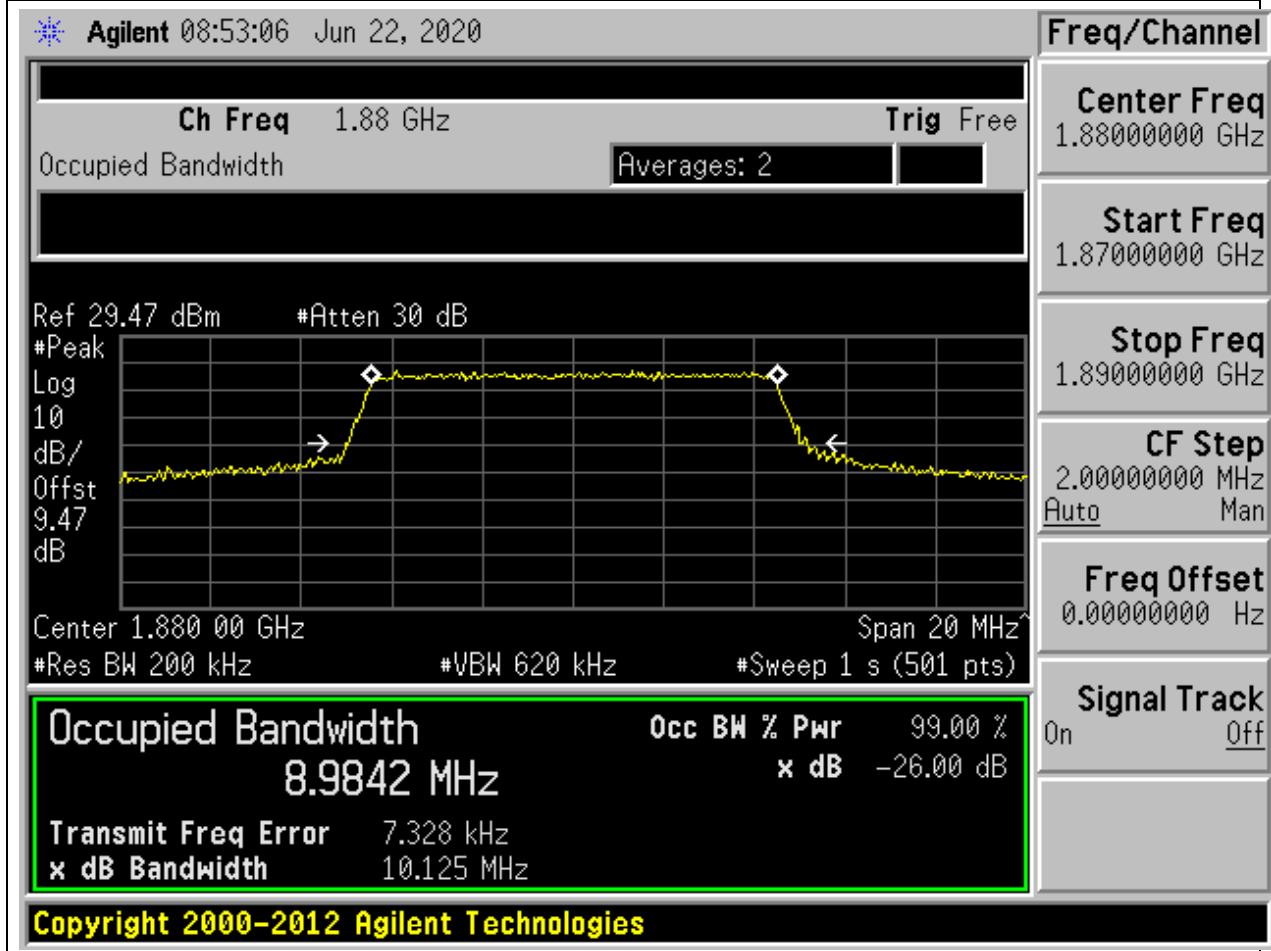 Agilent 08:53:06 Jun 22, 2020
Freq/Channel
Ch Freq 1.88 GHz Trig Free
Occupied Bandwidth Averages: 2
Ref 29.47 dBm #Atten 30 dB
#Peak
Log
10
dB/
Offst
9.47
dB
Center 1.880 00 GHz Span 20 MHz^
#Res BW 200 kHz #VBW 620 kHz #Sweep 1 s (501 pts)
Occupied Bandwidth Occ BW % Pwr 99.00 %
8.9842 MHz x dB -26.00 dB
Transmit Freq Error 7.328 kHz
x dB Bandwidth 10.125 MHz
Center Freq
1.88000000 GHz
Start Freq
1.87000000 GHz
Stop Freq
1.89000000 GHz
CF Step
2.00000000 MHz
Auto Man
Freq Offset
0.00000000 Hz
Signal Track
On Off
Copyright 2000-2012 Agilent Technologies